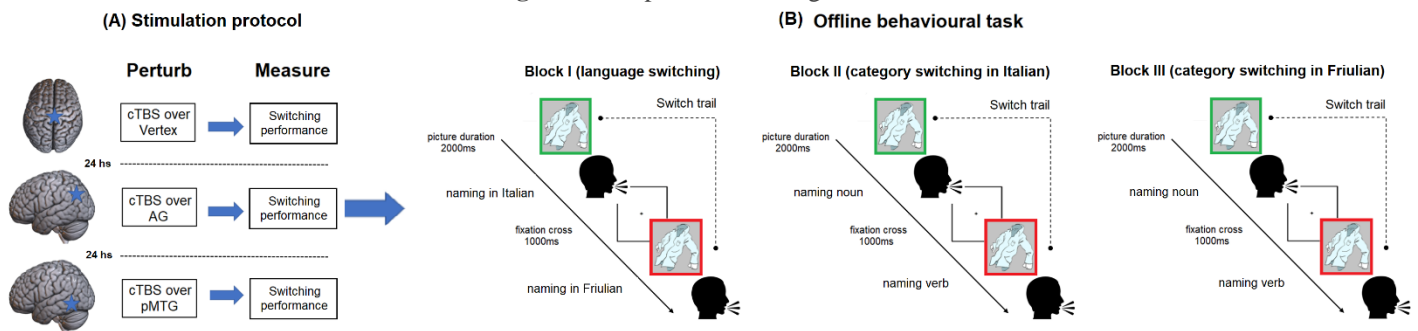 (A) Stimulation protocol
Perturb
Measure
cTBS over
Vertex
Switching
performance
24 hs
cTBS over
AG
Switching
performance
24 hs
cTBS over
pMTG
Switching
performance
(B) Offline behavioural task
Block I (language switching)
Switch trail
picture duration
2000ms
naming in Italian
fixation cross
1000ms
naming in Friulian
Block II (category switching in Italian)
Switch trail
picture duration
2000ms
naming noun
fixation cross
1000ms
naming verb
Block III (category switching in Friulian)
Switch trail
picture duration
2000ms
naming noun
fixation cross
1000ms
naming verb